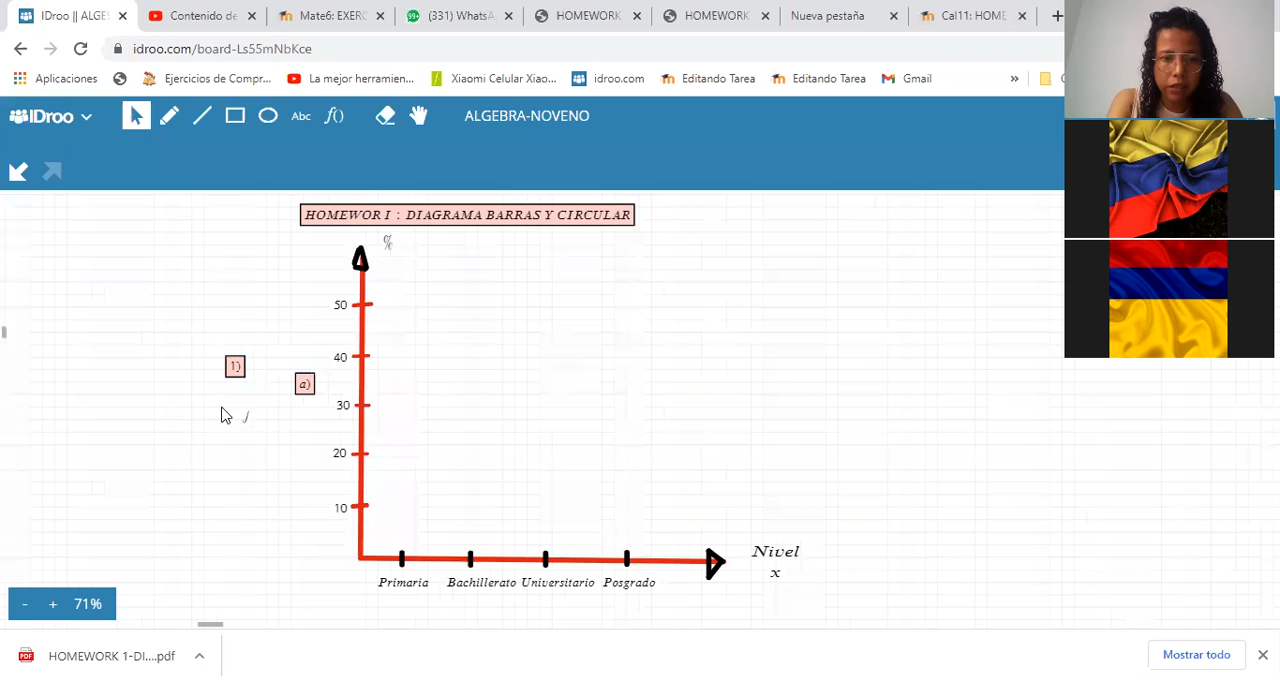 IDroo || ALGE
Contenido de
Mate6: EXERC
99+
(331) WhatsA
HOMEWORK
HOMEWORK
Nueva pestaña
Cal11: HOME
idroo.com/board-Ls55mNbKce
Aplicaciones
Ejercicios de Compr...
La mejor herramien...
Xiaomi Celular Xiao...
idroo.com
Editando Tarea
Editando Tarea
Gmail
»
IDroo
Abc
f()
ALGEBRA-NOVENO
HOMEWOR I : DIAGRAMA BARRAS Y CIRCULAR
%
50
40
1)
a)
30
20
10
Nivel
x
Primaria Bachillerato Universitario Posgrado
- + 71%
PDF
HOMEWORK 1-DI....pdf
Mostrar todo